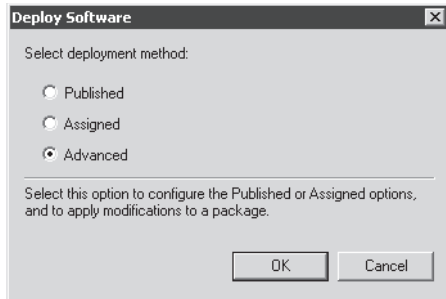 Deploy Software
Select deployment method:
Published
Assigned
Advanced
Select this option to configure the Published or Assigned options,
and to apply modifications to a package.
OK
Cancel